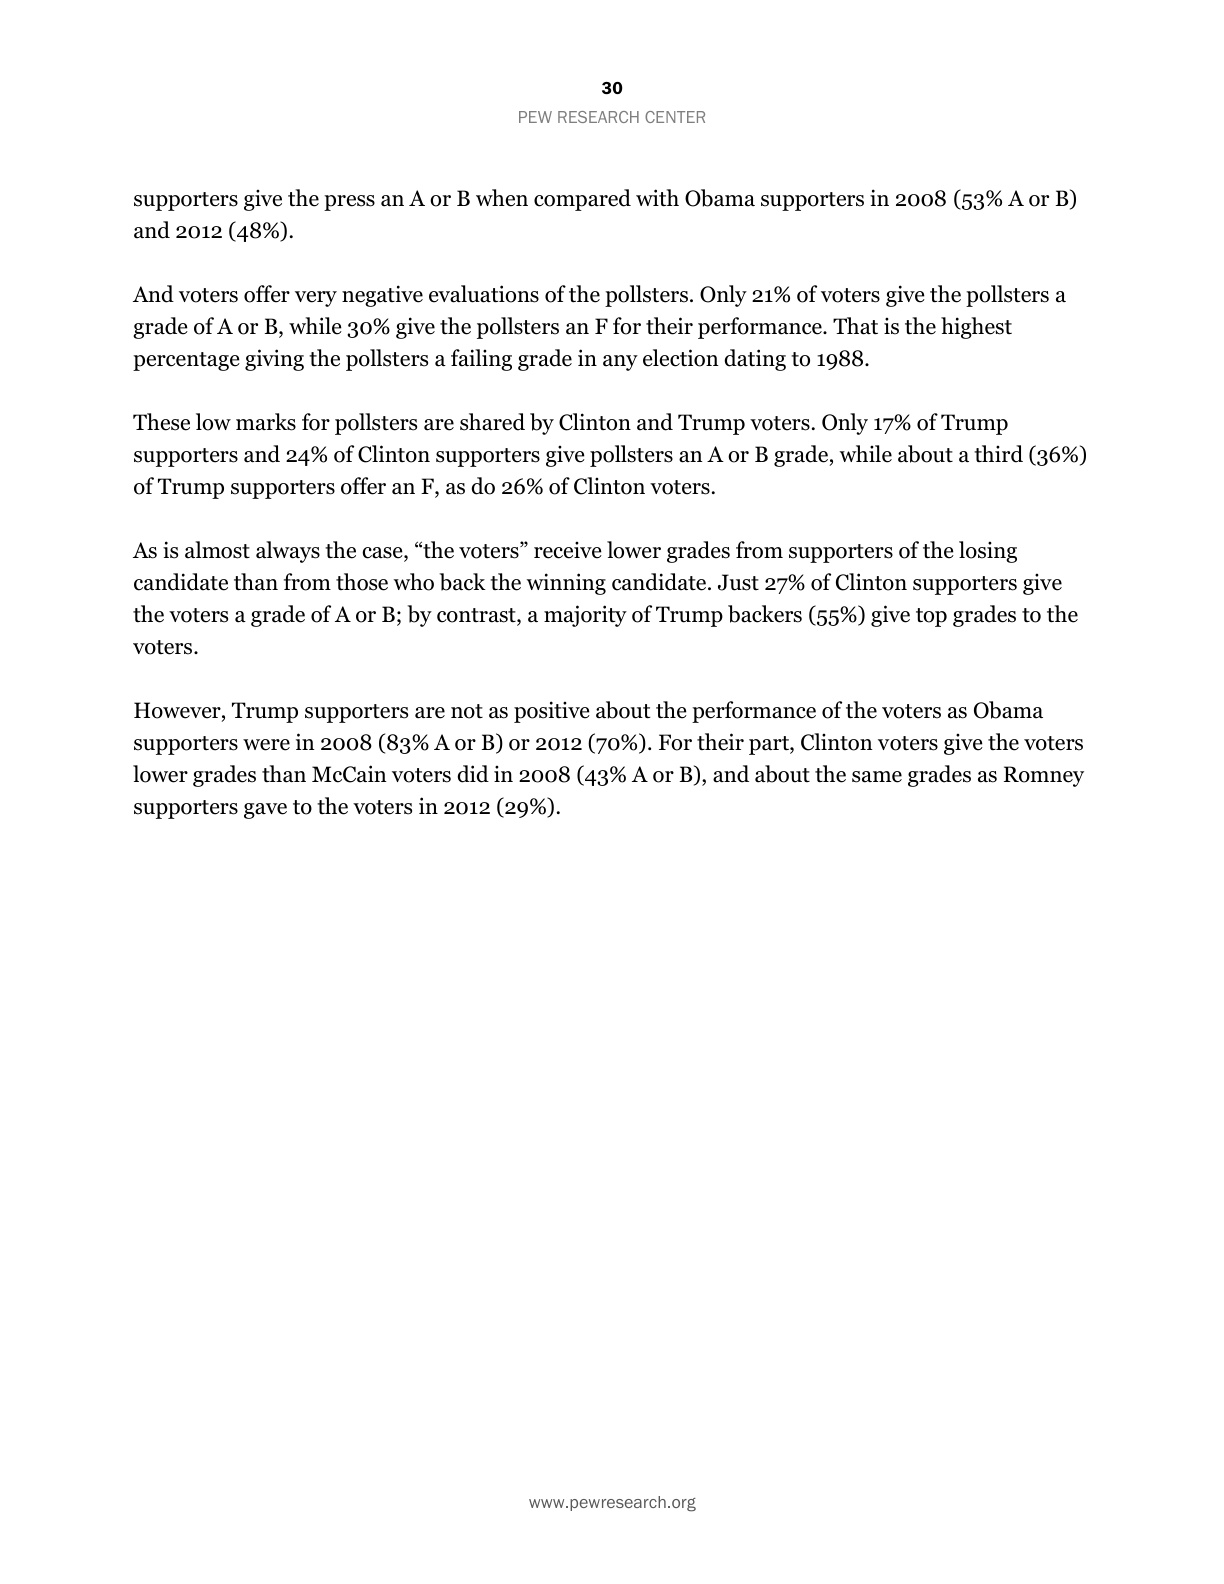 30
PEW RESEARCH CENTER
supporters give the press an A or B when compared with Obama supporters in 2008 (53% A or B)
and 2012 (48%).
And voters offer very negative evaluations of the pollsters. Only 21% of voters give the pollsters a
grade of A or B, while 30% give the pollsters an F for their performance. That is the highest
percentage giving the pollsters a failing grade in any election dating to 1988.
These low marks for pollsters are shared by Clinton and Trump voters. Only 17% of Trump
supporters and 24% of Clinton supporters give pollsters an A or B grade, while about a third (36%)
of Trump supporters offer an F, as do 26% of Clinton voters.
As is almost always the case, “the voters” receive lower grades from supporters of the losing
candidate than from those who back the winning candidate. Just 27% of Clinton supporters give
the voters a grade of A or B; by contrast, a majority of Trump backers (55%) give top grades to the
voters.
However, Trump supporters are not as positive about the performance of the voters as Obama
supporters were in 2008 (83% A or B) or 2012 (70%). For their part, Clinton voters give the voters
lower grades than McCain voters did in 2008 (43% A or B), and about the same grades as Romney
supporters gave to the voters in 2012 (29%).
www.pewresearch.org